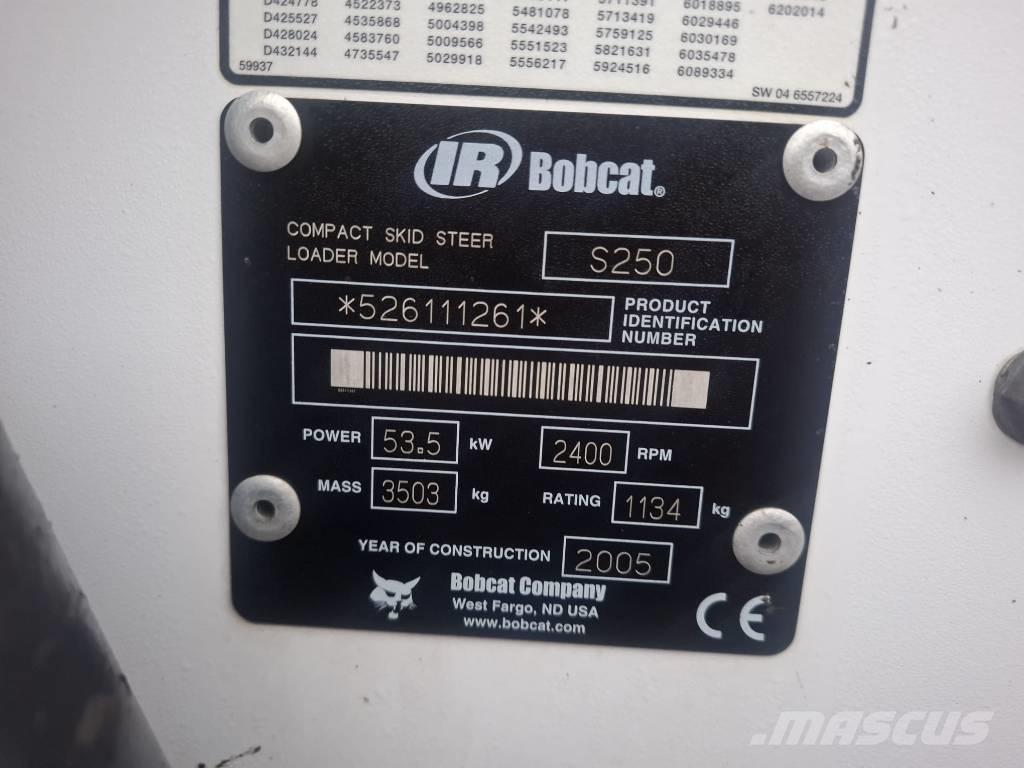 D424778 4522373 4962825 6018895 6202014
D425527 4535868 5004398 5481078 5713419 6029446
D428024 4583760 5009566 5542493 5759125 6030169
D432144 4735547 5029918 5551523 5821631 6035478
5556217 5924516 6089334
59937
SW 04 6557224
IR Bobcat®
COMPACT SKID STEER
LOADER MODEL S250
*526111261* PRODUCT
IDENTIFICATION
NUMBER
POWER 53.5 kW 2400 RPM
MASS 3503 kg RATING 1134 kg
YEAR OF CONSTRUCTION 2005
Bobcat Company
West Fargo, ND USA
www.bobcat.com
CE
MASCUS